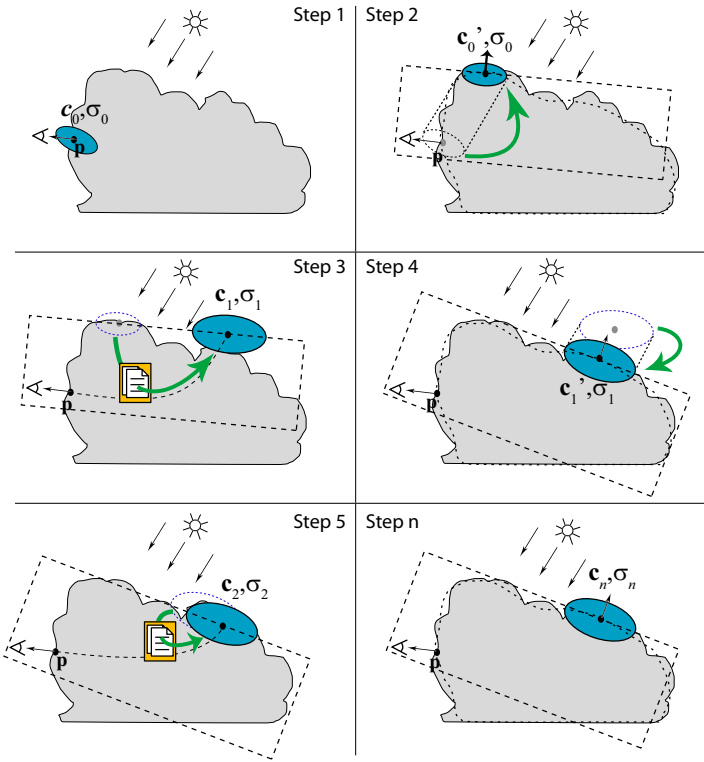 Step 1
c₀,σ₀
p
Step 2
c₀',σ₀
p
Step 3
c₁,σ₁
p
Step 4
c₁',σ₁
p
Step 5
c₂,σ₂
p
Step n
cₙ,σₙ
p